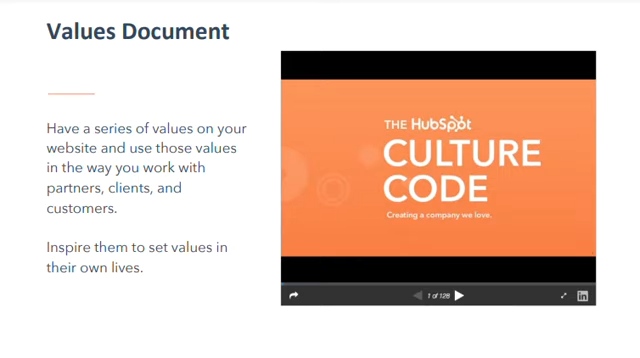 Values Document
Have a series of values on your
website and use those values
in the way you work with
partners, clients, and
customers.
Inspire them to set values in
their own lives.
THE HubSpot
CULTURE
CODE
Creating a company we love.
1 of 128
in